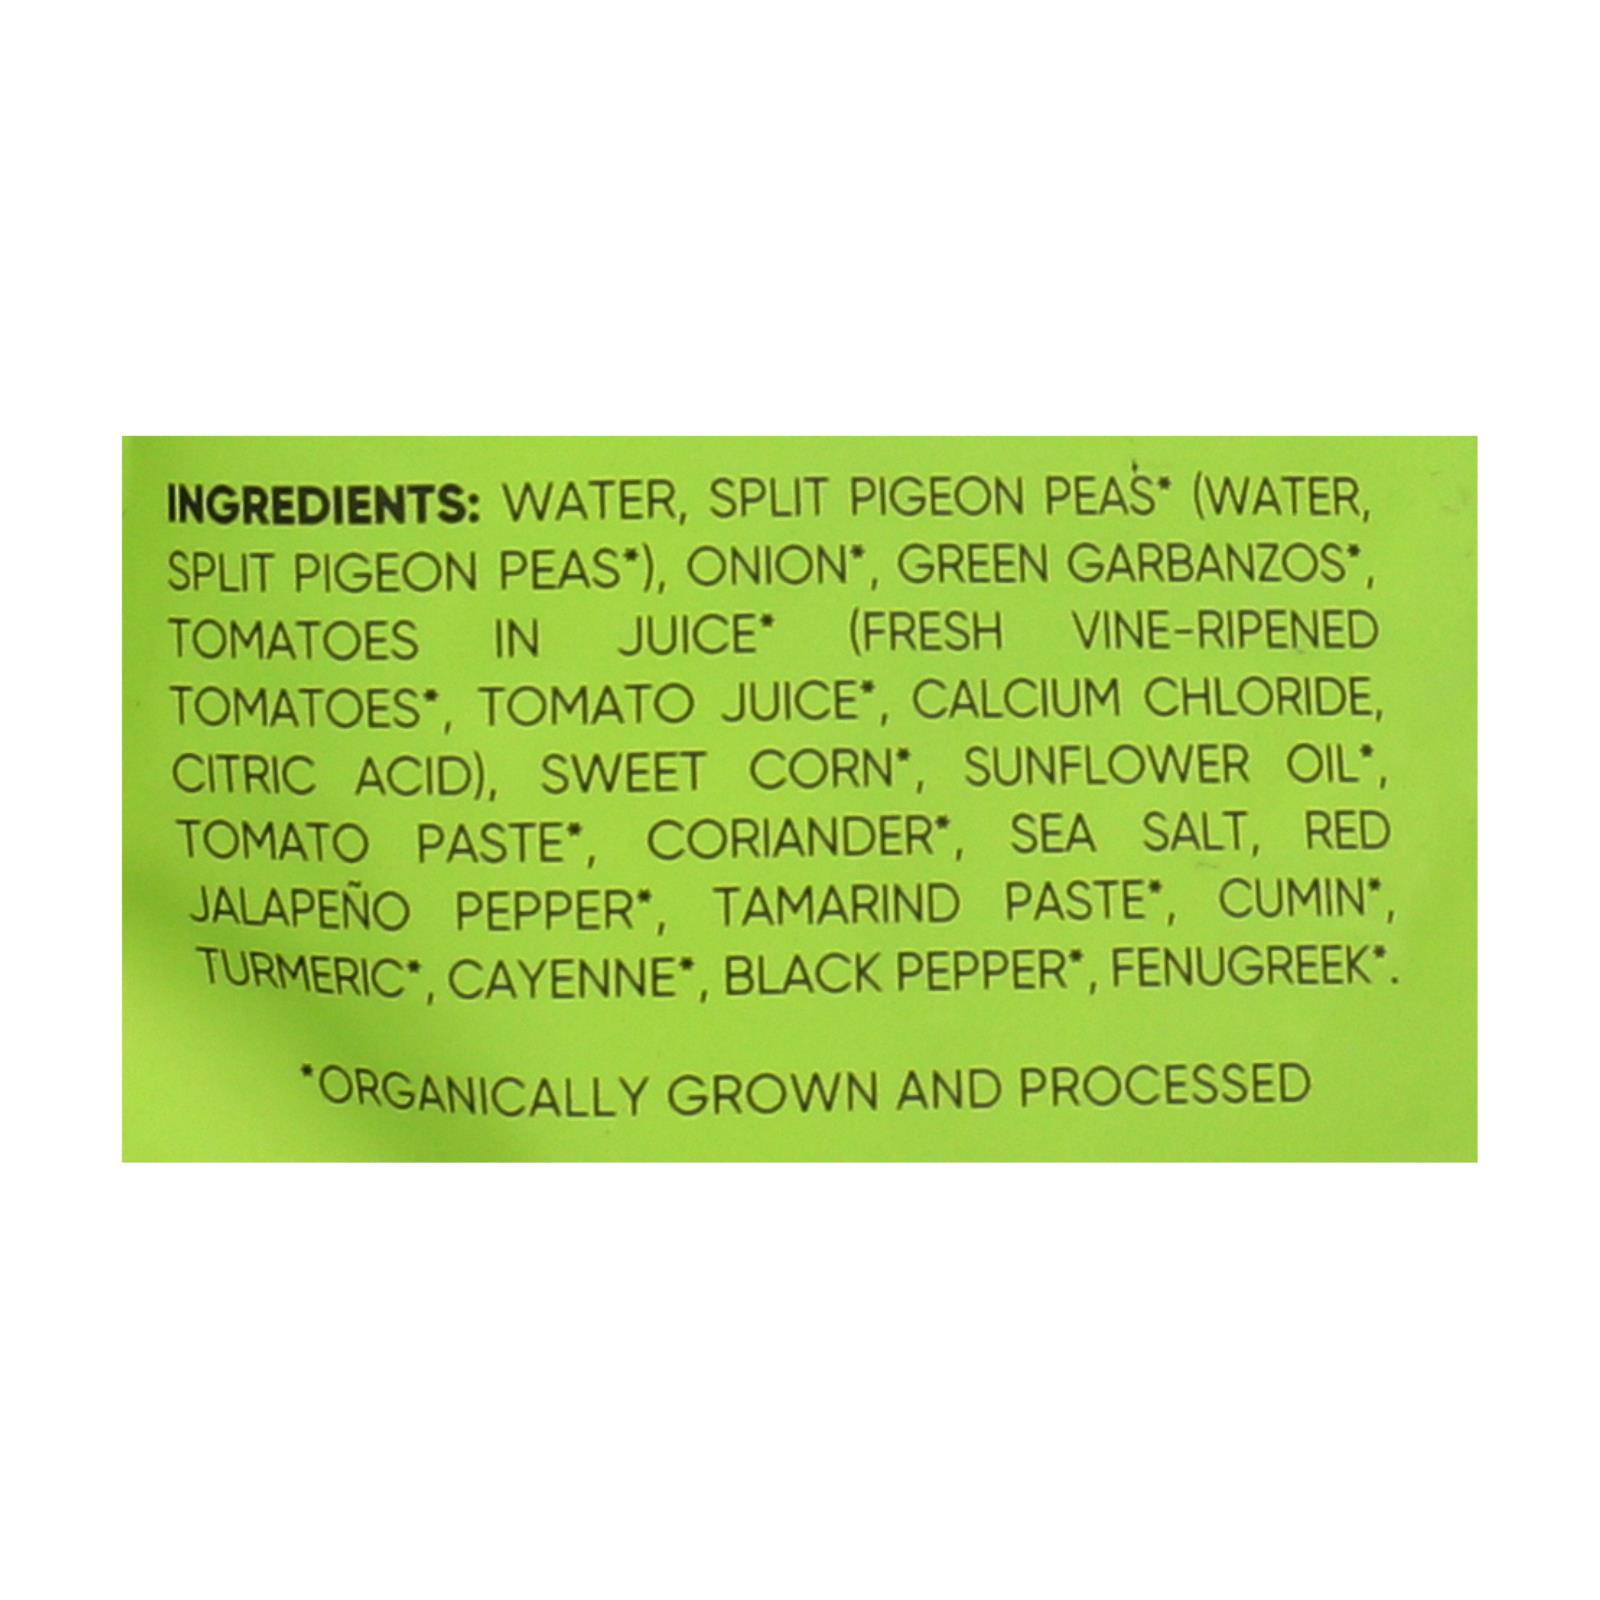 INGREDIENTS: WATER, SPLIT PIGEON PEAS* (WATER,
SPLIT PIGEON PEAS*), ONION*, GREEN GARBANZOS*,
TOMATOES IN JUICE* (FRESH VINE-RIPENED
TOMATOES*, TOMATO JUICE*, CALCIUM CHLORIDE,
CITRIC ACID), SWEET CORN*, SUNFLOWER OIL*,
TOMATO PASTE*, CORIANDER*, SEA SALT, RED
JALAPEÑO PEPPER*, TAMARIND PASTE*, CUMIN*,
TURMERIC*, CAYENNE*, BLACK PEPPER*, FENUGREEK*.
*ORGANICALLY GROWN AND PROCESSED